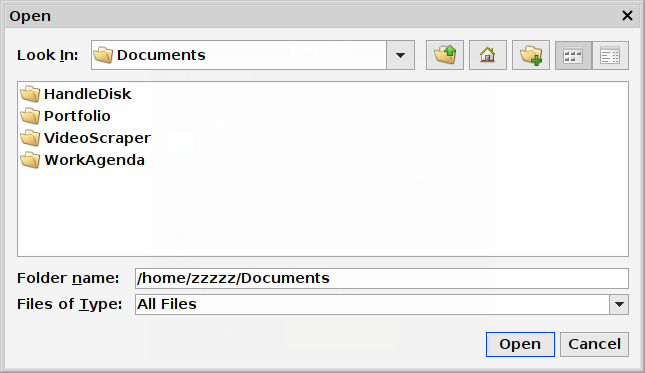 Open
Look In: Documents
HandleDisk
Portfolio
VideoScraper
WorkAgenda
Folder name: /home/zzzzz/Documents
Files of Type: All Files
Open Cancel